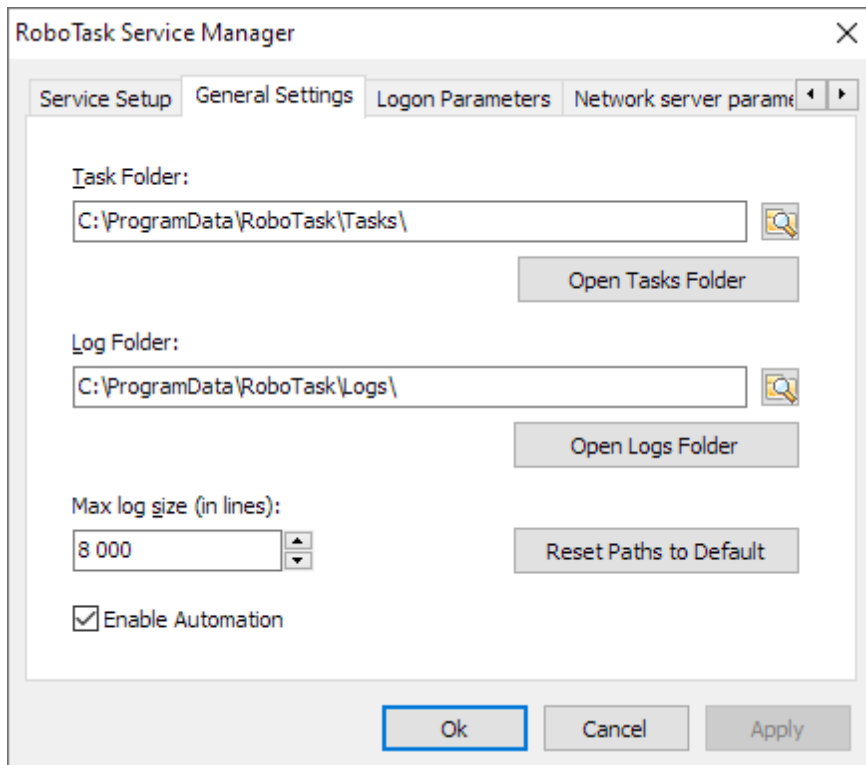 RoboTask Service Manager
Service Setup General Settings Logon Parameters Network server parame
Task Folder:
C:\ProgramData\RoboTask\Tasks\
Open Tasks Folder
Log Folder:
C:\ProgramData\RoboTask\Logs\
Open Logs Folder
Max log size (in lines):
8 000
Reset Paths to Default
Enable Automation
Ok Cancel Apply